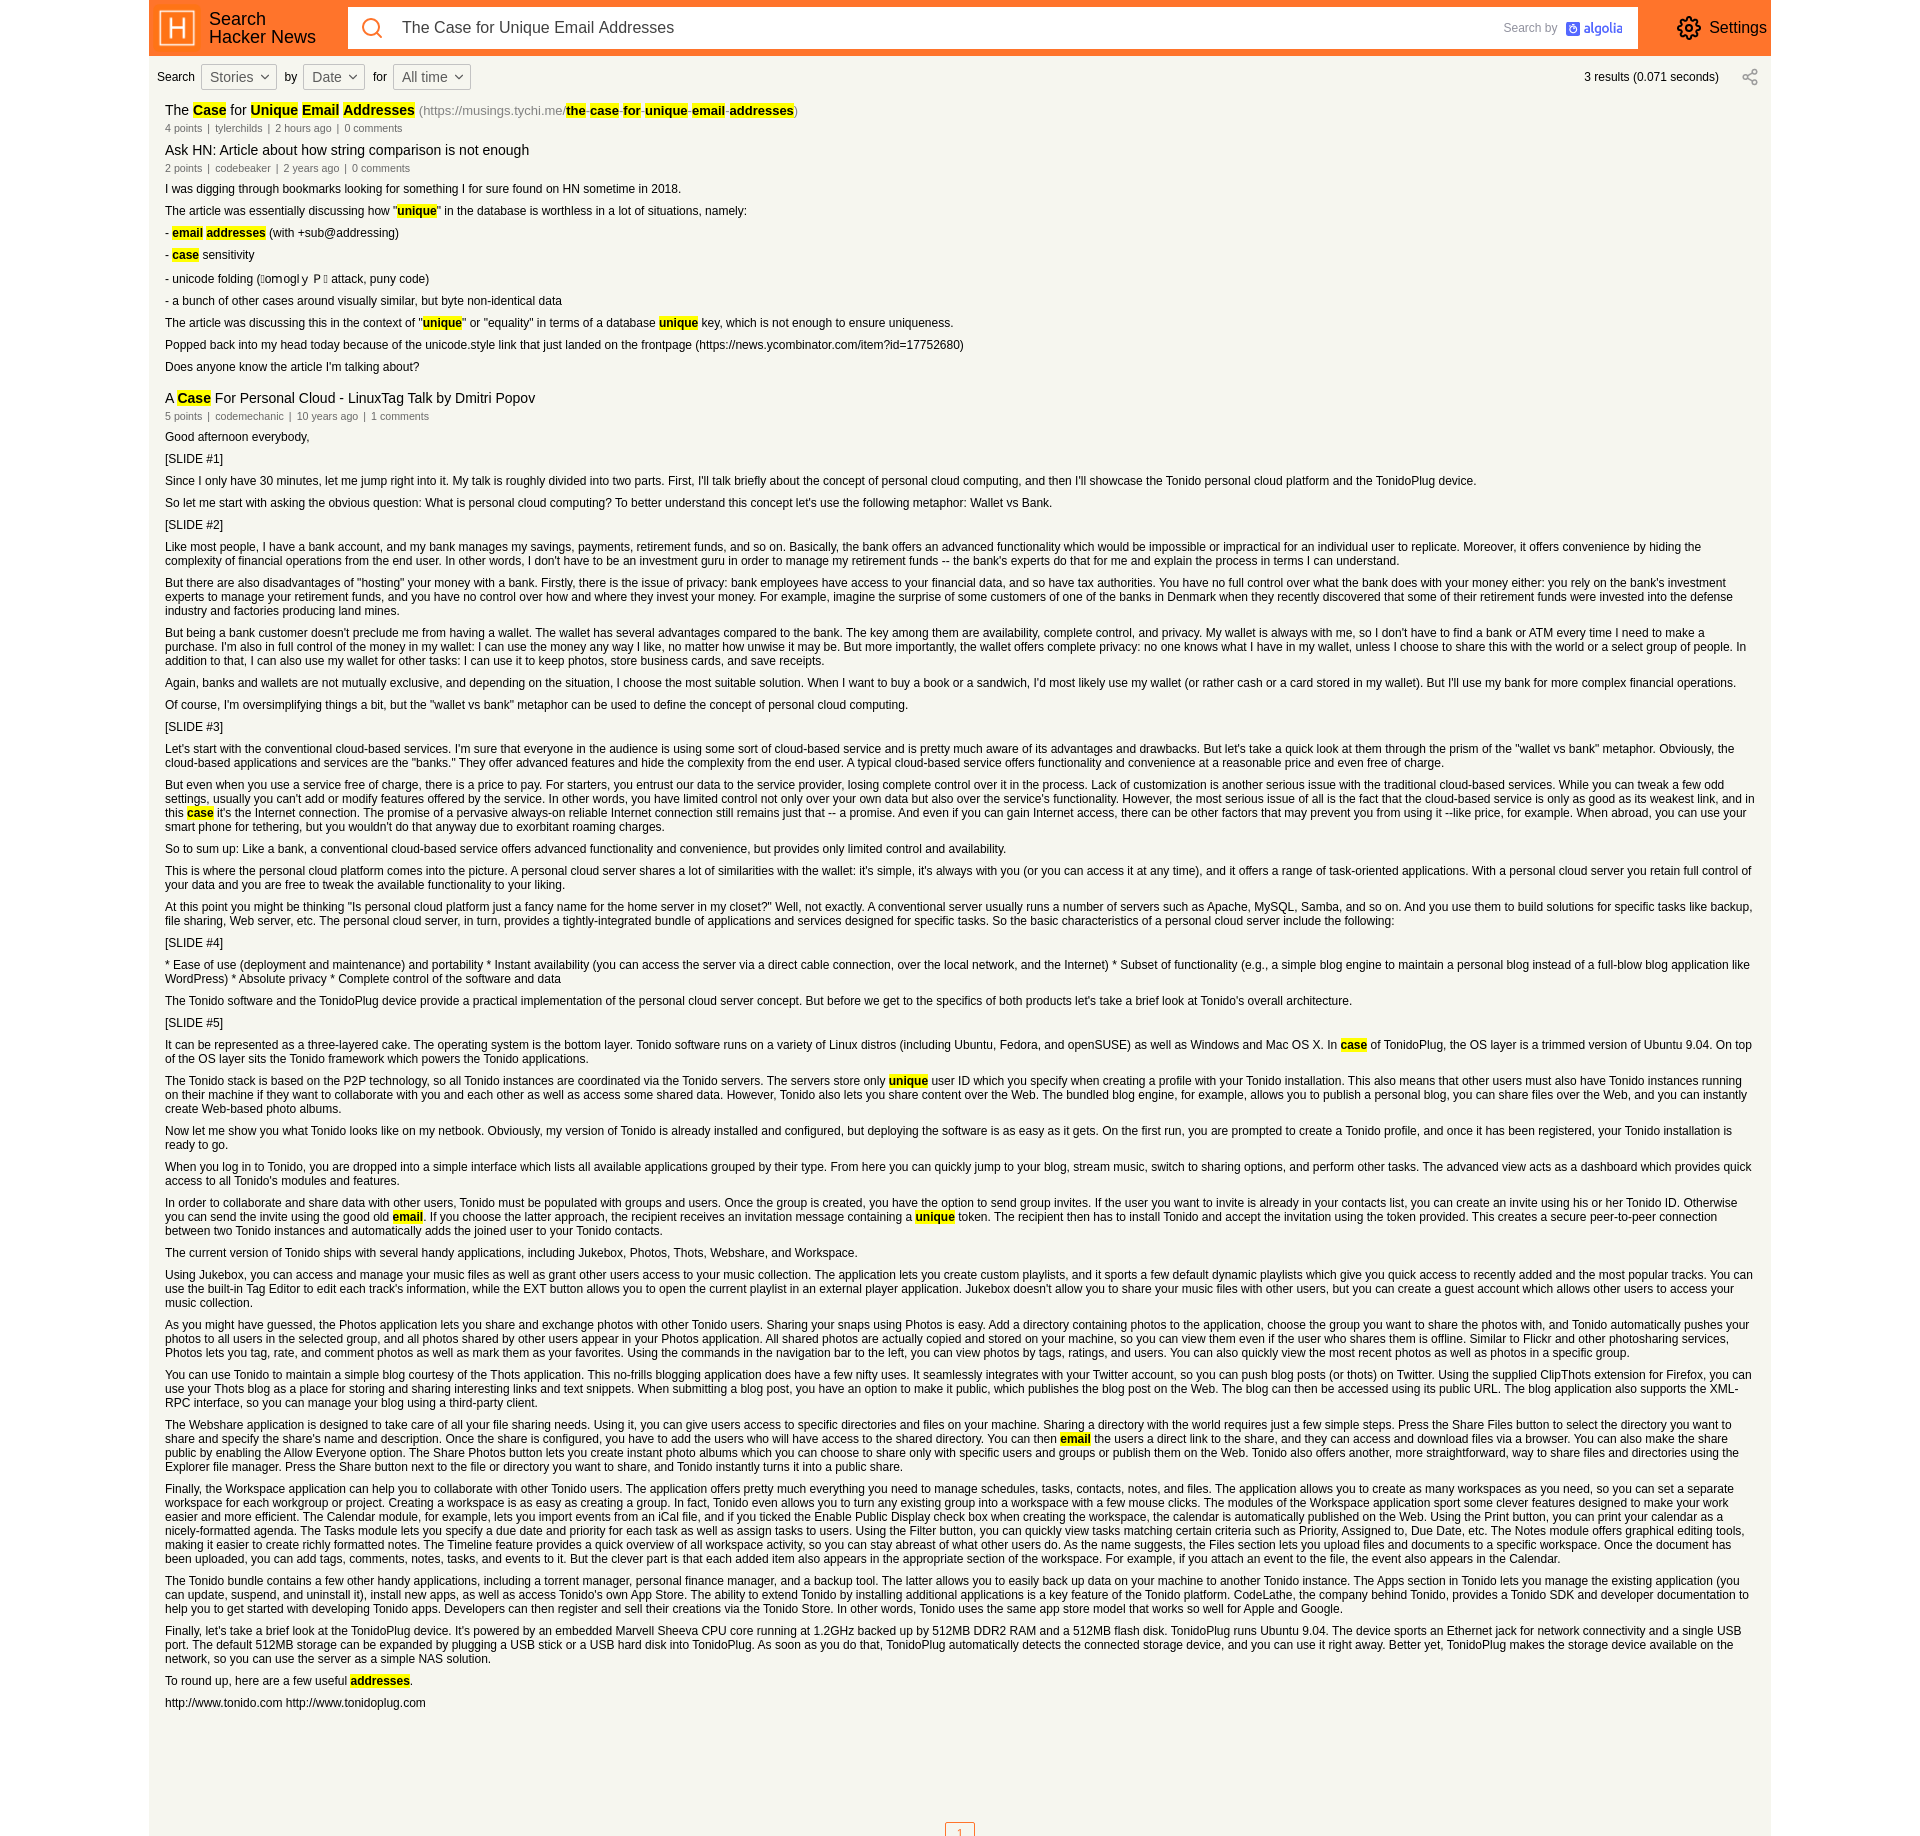 Search
Hacker News
The Case for Unique Email Addresses
Search by algolia
Settings
Search Stories by Date for All time
3 results (0.071 seconds)
The Case for Unique Email Addresses (https://musings.tychi.me/the-case-for-unique-email-addresses)
4 points | tylerchilds | 2 hours ago | 0 comments
Ask HN: Article about how string comparison is not enough
2 points | codebeaker | 2 years ago | 0 comments
I was digging through bookmarks looking for something I for sure found on HN sometime in 2018.
The article was essentially discussing how "unique" in the database is worthless in a lot of situations, namely:
- email addresses (with +sub@addressing)
- case sensitivity
- unicode folding (oｍoglｙ Ｐ attack, puny code)
- a bunch of other cases around visually similar, but byte non-identical data
The article was discussing this in the context of "unique" or "equality" in terms of a database unique key, which is not enough to ensure uniqueness.
Popped back into my head today because of the unicode.style link that just landed on the frontpage (https://news.ycombinator.com/item?id=17752680)
Does anyone know the article I'm talking about?
A Case For Personal Cloud - LinuxTag Talk by Dmitri Popov
5 points | codemechanic | 10 years ago | 1 comments
Good afternoon everybody,
[SLIDE #1]
Since I only have 30 minutes, let me jump right into it. My talk is roughly divided into two parts. First, I'll talk briefly about the concept of personal cloud computing, and then I'll showcase the Tonido personal cloud platform and the TonidoPlug device.
So let me start with asking the obvious question: What is personal cloud computing? To better understand this concept let's use the following metaphor: Wallet vs Bank.
[SLIDE #2]
Like most people, I have a bank account, and my bank manages my savings, payments, retirement funds, and so on. Basically, the bank offers an advanced functionality which would be impossible or impractical for an individual user to replicate. Moreover, it offers convenience by hiding the
complexity of financial operations from the end user. In other words, I don't have to be an investment guru in order to manage my retirement funds -- the bank's experts do that for me and explain the process in terms I can understand.
But there are also disadvantages of "hosting" your money with a bank. Firstly, there is the issue of privacy: bank employees have access to your financial data, and so have tax authorities. You have no full control over what the bank does with your money either: you rely on the bank's investment
experts to manage your retirement funds, and you have no control over how and where they invest your money. For example, imagine the surprise of some customers of one of the banks in Denmark when they recently discovered that some of their retirement funds were invested into the defense
industry and factories producing land mines.
But being a bank customer doesn't preclude me from having a wallet. The wallet has several advantages compared to the bank. The key among them are availability, complete control, and privacy. My wallet is always with me, so I don't have to find a bank or ATM every time I need to make a
purchase. I'm also in full control of the money in my wallet: I can use the money any way I like, no matter how unwise it may be. But more importantly, the wallet offers complete privacy: no one knows what I have in my wallet, unless I choose to share this with the world or a select group of people. In
addition to that, I can also use my wallet for other tasks: I can use it to keep photos, store business cards, and save receipts.
Again, banks and wallets are not mutually exclusive, and depending on the situation, I choose the most suitable solution. When I want to buy a book or a sandwich, I'd most likely use my wallet (or rather cash or a card stored in my wallet). But I'll use my bank for more complex financial operations.
Of course, I'm oversimplifying things a bit, but the "wallet vs bank" metaphor can be used to define the concept of personal cloud computing.
[SLIDE #3]
Let's start with the conventional cloud-based services. I'm sure that everyone in the audience is using some sort of cloud-based service and is pretty much aware of its advantages and drawbacks. But let's take a quick look at them through the prism of the "wallet vs bank" metaphor. Obviously, the
cloud-based applications and services are the "banks." They offer advanced features and hide the complexity from the end user. A typical cloud-based service offers functionality and convenience at a reasonable price and even free of charge.
But even when you use a service free of charge, there is a price to pay. For starters, you entrust our data to the service provider, losing complete control over it in the process. Lack of customization is another serious issue with the traditional cloud-based services. While you can tweak a few odd
settings, usually you can't add or modify features offered by the service. In other words, you have limited control not only over your own data but also over the service's functionality. However, the most serious issue of all is the fact that the cloud-based service is only as good as its weakest link, and in
this case it's the Internet connection. The promise of a pervasive always-on reliable Internet connection still remains just that -- a promise. And even if you can gain Internet access, there can be other factors that may prevent you from using it --like price, for example. When abroad, you can use your
smart phone for tethering, but you wouldn't do that anyway due to exorbitant roaming charges.
So to sum up: Like a bank, a conventional cloud-based service offers advanced functionality and convenience, but provides only limited control and availability.
This is where the personal cloud platform comes into the picture. A personal cloud server shares a lot of similarities with the wallet: it's simple, it's always with you (or you can access it at any time), and it offers a range of task-oriented applications. With a personal cloud server you retain full control of
your data and you are free to tweak the available functionality to your liking.
At this point you might be thinking "Is personal cloud platform just a fancy name for the home server in my closet?" Well, not exactly. A conventional server usually runs a number of servers such as Apache, MySQL, Samba, and so on. And you use them to build solutions for specific tasks like backup,
file sharing, Web server, etc. The personal cloud server, in turn, provides a tightly-integrated bundle of applications and services designed for specific tasks. So the basic characteristics of a personal cloud server include the following:
[SLIDE #4]
* Ease of use (deployment and maintenance) and portability * Instant availability (you can access the server via a direct cable connection, over the local network, and the Internet) * Subset of functionality (e.g., a simple blog engine to maintain a personal blog instead of a full-blow blog application like
WordPress) * Absolute privacy * Complete control of the software and data
The Tonido software and the TonidoPlug device provide a practical implementation of the personal cloud server concept. But before we get to the specifics of both products let's take a brief look at Tonido's overall architecture.
[SLIDE #5]
It can be represented as a three-layered cake. The operating system is the bottom layer. Tonido software runs on a variety of Linux distros (including Ubuntu, Fedora, and openSUSE) as well as Windows and Mac OS X. In case of TonidoPlug, the OS layer is a trimmed version of Ubuntu 9.04. On top
of the OS layer sits the Tonido framework which powers the Tonido applications.
The Tonido stack is based on the P2P technology, so all Tonido instances are coordinated via the Tonido servers. The servers store only unique user ID which you specify when creating a profile with your Tonido installation. This also means that other users must also have Tonido instances running
on their machine if they want to collaborate with you and each other as well as access some shared data. However, Tonido also lets you share content over the Web. The bundled blog engine, for example, allows you to publish a personal blog, you can share files over the Web, and you can instantly
create Web-based photo albums.
Now let me show you what Tonido looks like on my netbook. Obviously, my version of Tonido is already installed and configured, but deploying the software is as easy as it gets. On the first run, you are prompted to create a Tonido profile, and once it has been registered, your Tonido installation is
ready to go.
When you log in to Tonido, you are dropped into a simple interface which lists all available applications grouped by their type. From here you can quickly jump to your blog, stream music, switch to sharing options, and perform other tasks. The advanced view acts as a dashboard which provides quick
access to all Tonido's modules and features.
In order to collaborate and share data with other users, Tonido must be populated with groups and users. Once the group is created, you have the option to send group invites. If the user you want to invite is already in your contacts list, you can create an invite using his or her Tonido ID. Otherwise
you can send the invite using the good old email. If you choose the latter approach, the recipient receives an invitation message containing a unique token. The recipient then has to install Tonido and accept the invitation using the token provided. This creates a secure peer-to-peer connection
between two Tonido instances and automatically adds the joined user to your Tonido contacts.
The current version of Tonido ships with several handy applications, including Jukebox, Photos, Thots, Webshare, and Workspace.
Using Jukebox, you can access and manage your music files as well as grant other users access to your music collection. The application lets you create custom playlists, and it sports a few default dynamic playlists which give you quick access to recently added and the most popular tracks. You can
use the built-in Tag Editor to edit each track's information, while the EXT button allows you to open the current playlist in an external player application. Jukebox doesn't allow you to share your music files with other users, but you can create a guest account which allows other users to access your
music collection.
As you might have guessed, the Photos application lets you share and exchange photos with other Tonido users. Sharing your snaps using Photos is easy. Add a directory containing photos to the application, choose the group you want to share the photos with, and Tonido automatically pushes your
photos to all users in the selected group, and all photos shared by other users appear in your Photos application. All shared photos are actually copied and stored on your machine, so you can view them even if the user who shares them is offline. Similar to Flickr and other photosharing services,
Photos lets you tag, rate, and comment photos as well as mark them as your favorites. Using the commands in the navigation bar to the left, you can view photos by tags, ratings, and users. You can also quickly view the most recent photos as well as photos in a specific group.
You can use Tonido to maintain a simple blog courtesy of the Thots application. This no-frills blogging application does have a few nifty uses. It seamlessly integrates with your Twitter account, so you can push blog posts (or thots) on Twitter. Using the supplied ClipThots extension for Firefox, you can
use your Thots blog as a place for storing and sharing interesting links and text snippets. When submitting a blog post, you have an option to make it public, which publishes the blog post on the Web. The blog can then be accessed using its public URL. The blog application also supports the XML-
RPC interface, so you can manage your blog using a third-party client.
The Webshare application is designed to take care of all your file sharing needs. Using it, you can give users access to specific directories and files on your machine. Sharing a directory with the world requires just a few simple steps. Press the Share Files button to select the directory you want to
share and specify the share's name and description. Once the share is configured, you have to add the users who will have access to the shared directory. You can then email the users a direct link to the share, and they can access and download files via a browser. You can also make the share
public by enabling the Allow Everyone option. The Share Photos button lets you create instant photo albums which you can choose to share only with specific users and groups or publish them on the Web. Tonido also offers another, more straightforward, way to share files and directories using the
Explorer file manager. Press the Share button next to the file or directory you want to share, and Tonido instantly turns it into a public share.
Finally, the Workspace application can help you to collaborate with other Tonido users. The application offers pretty much everything you need to manage schedules, tasks, contacts, notes, and files. The application allows you to create as many workspaces as you need, so you can set a separate
workspace for each workgroup or project. Creating a workspace is as easy as creating a group. In fact, Tonido even allows you to turn any existing group into a workspace with a few mouse clicks. The modules of the Workspace application sport some clever features designed to make your work
easier and more efficient. The Calendar module, for example, lets you import events from an iCal file, and if you ticked the Enable Public Display check box when creating the workspace, the calendar is automatically published on the Web. Using the Print button, you can print your calendar as a
nicely-formatted agenda. The Tasks module lets you specify a due date and priority for each task as well as assign tasks to users. Using the Filter button, you can quickly view tasks matching certain criteria such as Priority, Assigned to, Due Date, etc. The Notes module offers graphical editing tools,
making it easier to create richly formatted notes. The Timeline feature provides a quick overview of all workspace activity, so you can stay abreast of what other users do. As the name suggests, the Files section lets you upload files and documents to a specific workspace. Once the document has
been uploaded, you can add tags, comments, notes, tasks, and events to it. But the clever part is that each added item also appears in the appropriate section of the workspace. For example, if you attach an event to the file, the event also appears in the Calendar.
The Tonido bundle contains a few other handy applications, including a torrent manager, personal finance manager, and a backup tool. The latter allows you to easily back up data on your machine to another Tonido instance. The Apps section in Tonido lets you manage the existing application (you
can update, suspend, and uninstall it), install new apps, as well as access Tonido's own App Store. The ability to extend Tonido by installing additional applications is a key feature of the Tonido platform. CodeLathe, the company behind Tonido, provides a Tonido SDK and developer documentation to
help you to get started with developing Tonido apps. Developers can then register and sell their creations via the Tonido Store. In other words, Tonido uses the same app store model that works so well for Apple and Google.
Finally, let's take a brief look at the TonidoPlug device. It's powered by an embedded Marvell Sheeva CPU core running at 1.2GHz backed up by 512MB DDR2 RAM and a 512MB flash disk. TonidoPlug runs Ubuntu 9.04. The device sports an Ethernet jack for network connectivity and a single USB
port. The default 512MB storage can be expanded by plugging a USB stick or a USB hard disk into TonidoPlug. As soon as you do that, TonidoPlug automatically detects the connected storage device, and you can use it right away. Better yet, TonidoPlug makes the storage device available on the
network, so you can use the server as a simple NAS solution.
To round up, here are a few useful addresses.
http://www.tonido.com http://www.tonidoplug.com
1